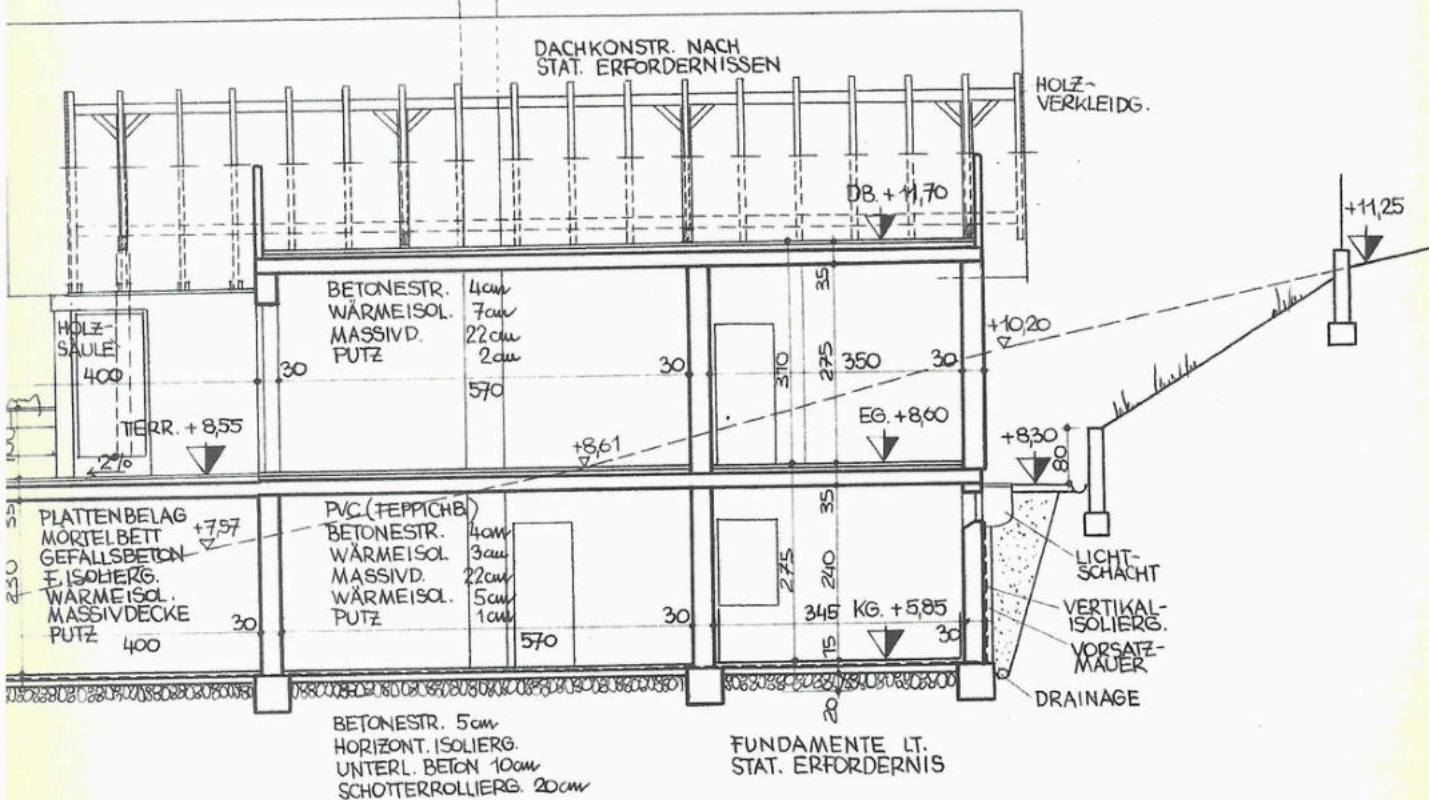 DACHKONSTR. NACH
STAT. ERFORDERNISSEN
HOLZ-
VERKLEIDG.
DB. + 11,70
+11,25
BETONESTR. 4cm
WÄRMEISOL. 7cm
MASSIVD. 22cm
PUTZ 2cm
35
HOLZ-
SÄULE
400
30
570
30
310
275
350
30
+10,20
TERR. + 8,55
2%
100
+8,61
EG. +8,60
+8,30
80
35
PLATTENBELAG
MÖRTELBETT
GEFÄLLSBETON
F. ISOLIERG.
WÄRMEISOL.
MASSIVDECKE
PUTZ
400
+7,57
230
30
PVC (TEPPICHB.)
BETONESTR. 4cm
WÄRMEISOL 3cm
MASSIVD. 22cm
WÄRMEISOL. 5cm
PUTZ 1cm
570
30
35
275
240
345
KG. +5,85
30
15
20
LICHT-
SCHACHT
VERTIKAL-
ISOLIERG.
VORSATZ-
MAUER
DRAINAGE
BETONESTR. 5cm
HORIZONT. ISOLIERG.
UNTERL. BETON 10cm
SCHOTTERROLLIERG. 20cm
FUNDAMENTE LT.
STAT. ERFORDERNIS